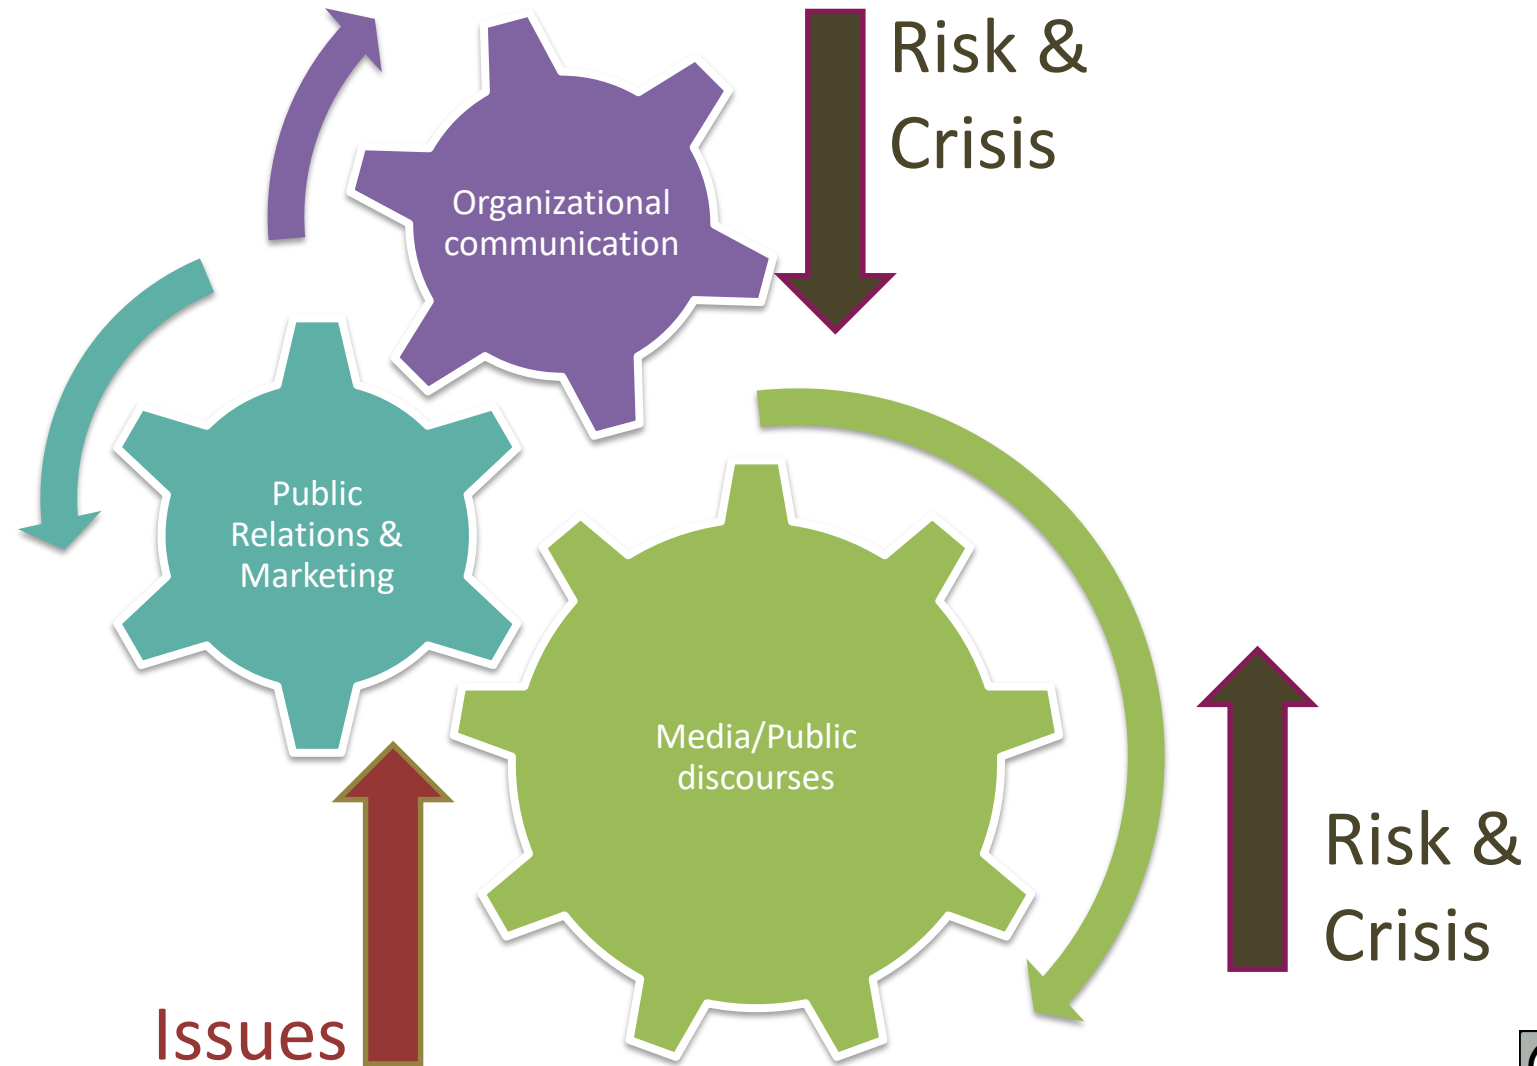 Risk &
Crisis
Organizational
communication
Public
Relations &
Marketing
Media/Public
discourses
Risk &
Crisis
Issues